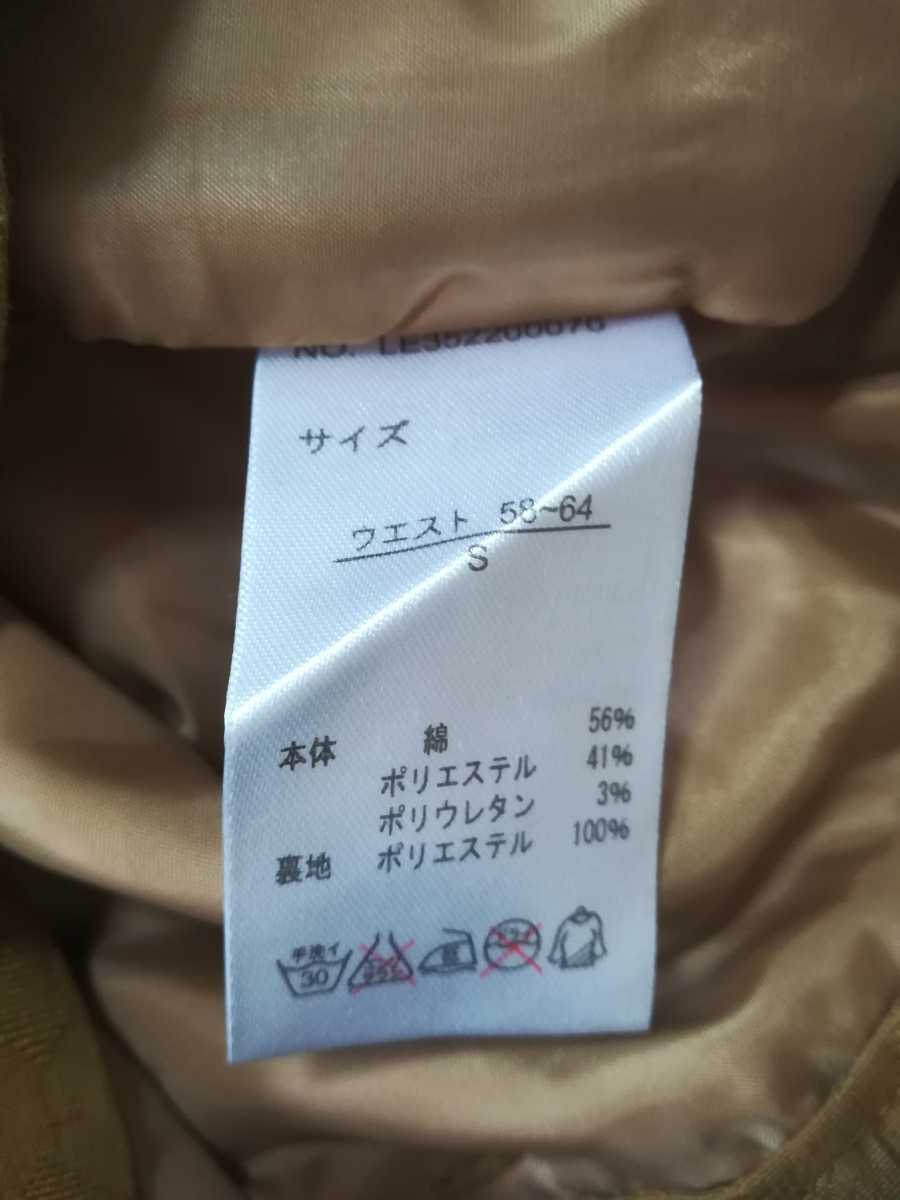 NO. LE352200076
サイズ
ウエスト 58~64
S
本体 綿 56%
ポリエステル 41%
ポリウレタン 3%
裏地 ポリエステル 100%
手洗イ
30